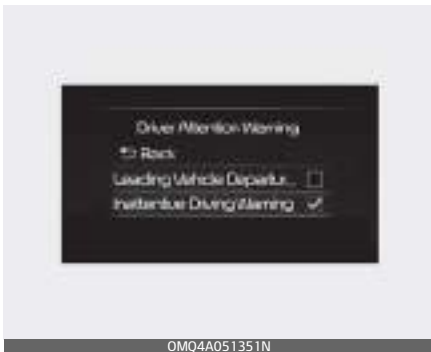 Driver Attention Warning
Back
Leading Vehicle Departur...
Inattentive Driving Warning
OMQ4A051351N